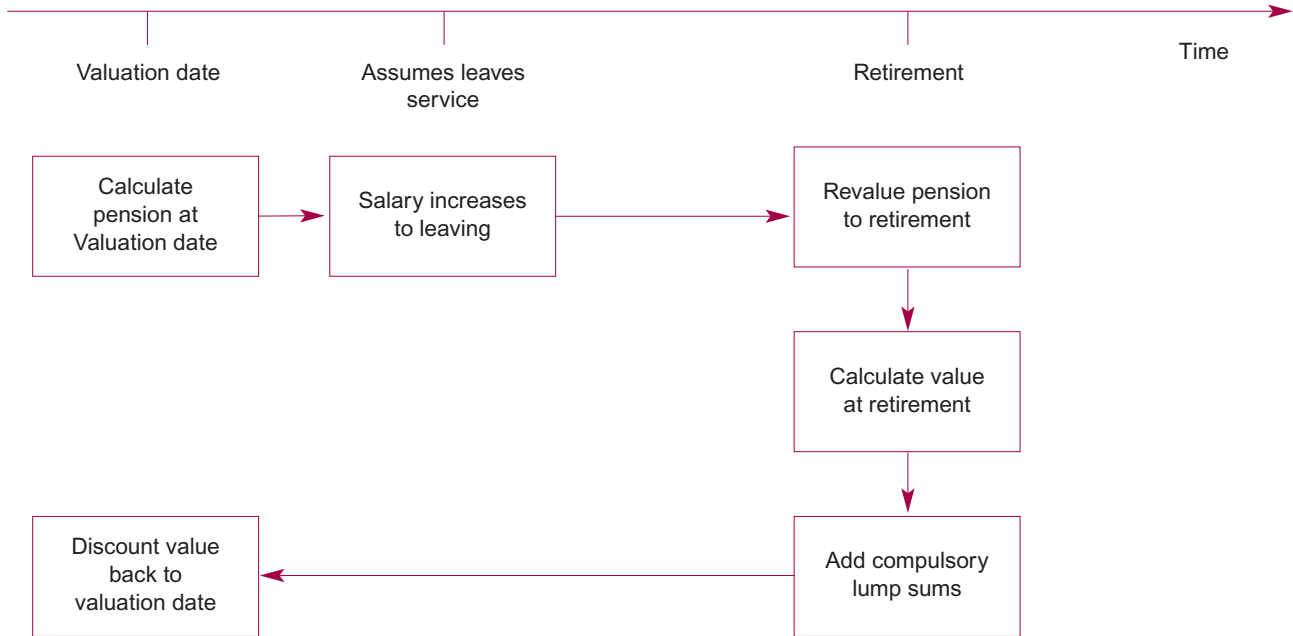 Time
Valuation date
Assumes leaves
service
Retirement
Calculate
pension at
Valuation date
Salary increases
to leaving
Revalue pension
to retirement
Calculate value
at retirement
Add compulsory
lump sums
Discount value
back to
valuation date